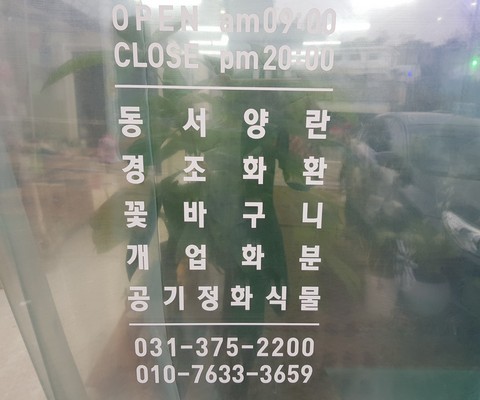 OPEN am09:00
CLOSE pm20:00
동서양란
경조화환
꽃바구니
개업화분
공기정화식물
031-375-2200
010-7633-3659